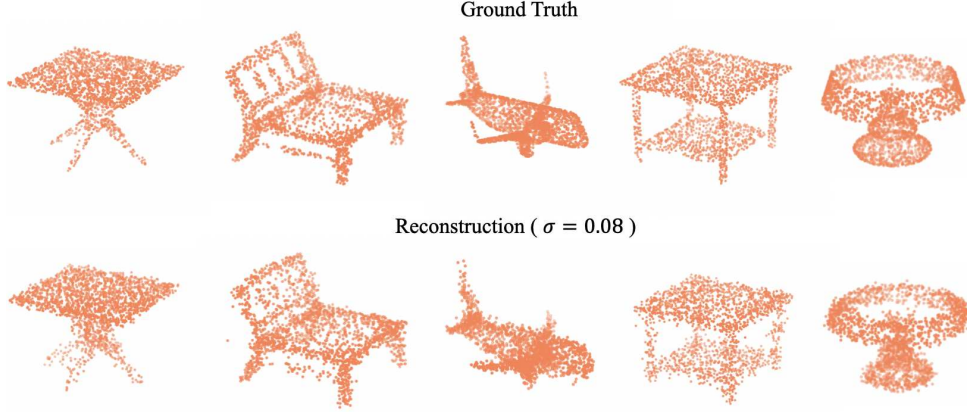 Ground Truth
Reconstruction ( σ = 0.08 )